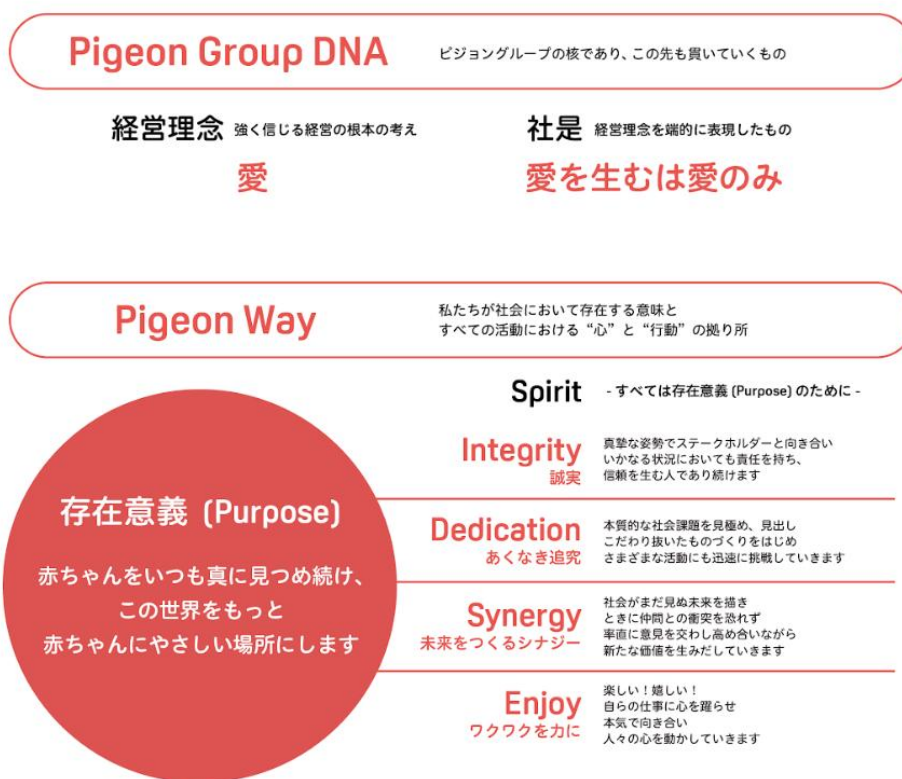 Pigeon Group DNA
ピジョングループの核であり、この先も貫いていくもの
経営理念 強く信じる経営の根本の考え
愛
社是 経営理念を端的に表現したもの
愛を生むは愛のみ
Pigeon Way
私たちが社会において存在する意味と
すべての活動における“心”と“行動”の拠り所
存在意義 (Purpose)
赤ちゃんをいつも真に見つめ続け、
この世界をもっと
赤ちゃんにやさしい場所にします
Spirit - すべては存在意義 (Purpose) のために -
Integrity
誠実
真摯な姿勢でステークホルダーと向き合い
いかなる状況においても責任を持ち、
信頼を生む人であり続けます
Dedication
あくなき追究
本質的な社会課題を見極め、見出し
こだわり抜いたものづくりをはじめ
さまざまな活動にも迅速に挑戦していきます
Synergy
未来をつくるシナジー
社会がまだ見ぬ未来を描き
ときに仲間との衝突を恐れず
率直に意見を交わし高め合いながら
新たな価値を生みだしていきます
Enjoy
ワクワクを力に
楽しい！嬉しい！
自らの仕事に心を躍らせ
本気で向き合い
人々の心を動かしていきます